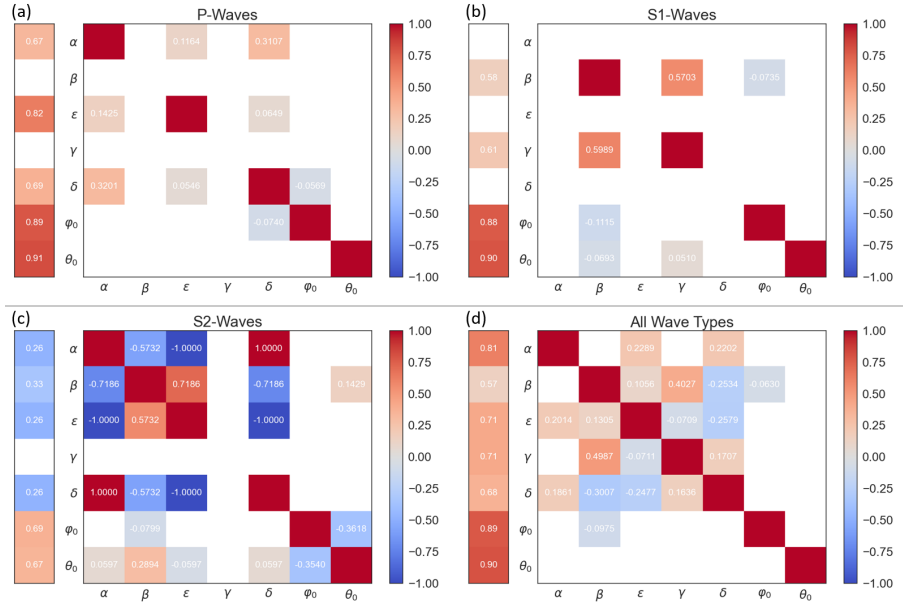 (a) P-Waves
0.67 α 0.1164 0.3107 1.00
β 0.75
0.82 ε 0.1425 0.0649 0.50
γ 0.25
0.69 δ 0.3201 0.0546 -0.0569 0.00
0.89 φ0 -0.0740 -0.25
0.91 θ0 -0.50
-0.75
-1.00
α β ε γ δ φ0 θ0
(b) S1-Waves
α 1.00
0.58 β 0.5703 -0.0735 0.75
ε 0.50
0.61 γ 0.5989 0.25
δ 0.00
0.88 φ0 -0.1115 -0.25
0.90 θ0 -0.0693 0.0510 -0.50
-0.75
-1.00
α β ε γ δ φ0 θ0
(c) S2-Waves
0.26 α -0.5732 -1.0000 1.0000 1.00
0.33 β -0.7186 0.7186 -0.7186 0.1429 0.75
0.26 ε -1.0000 0.5732 -1.0000 0.50
γ 0.25
0.26 δ 1.0000 -0.5732 -1.0000 0.00
0.69 φ0 -0.0799 -0.3618 -0.25
0.67 θ0 0.0597 0.2894 -0.0597 0.0597 -0.3540 -0.50
-0.75
-1.00
α β ε γ δ φ0 θ0
(d) All Wave Types
0.81 α 0.2289 0.2202 1.00
0.57 β 0.1056 0.4027 -0.2534 -0.0630 0.75
0.71 ε 0.2014 0.1305 -0.0709 -0.2579 0.50
0.71 γ 0.4987 -0.0711 0.1707 0.25
0.68 δ 0.1661 -0.3007 -0.2477 0.1636 0.00
0.89 φ0 -0.0975 -0.25
0.90 θ0 -0.50
-0.75
-1.00
α β ε γ δ φ0 θ0